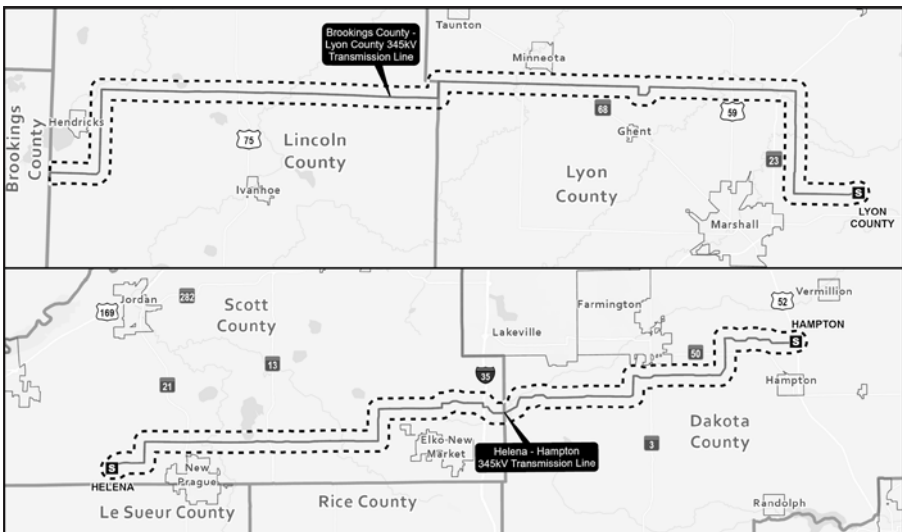 Taunton
Brookings County -
Lyon County 345kV
Transmission Line
Minneota
Brookings
County
Hendricks
75
Lincoln
County
68
59
Ghent
23
Ivanhoe
Lyon
County
Marshall
S
LYON
COUNTY
Jordan
169
282
Scott
County
Lakeville
Farmington
52
Vermillion
HAMPTON
S
50
13
35
21
Hampton
Dakota
County
Elko New
Market
3
Helena - Hampton
345kV Transmission Line
S
HELENA
New
Prague
Le Sueur County
Rice County
Randolph